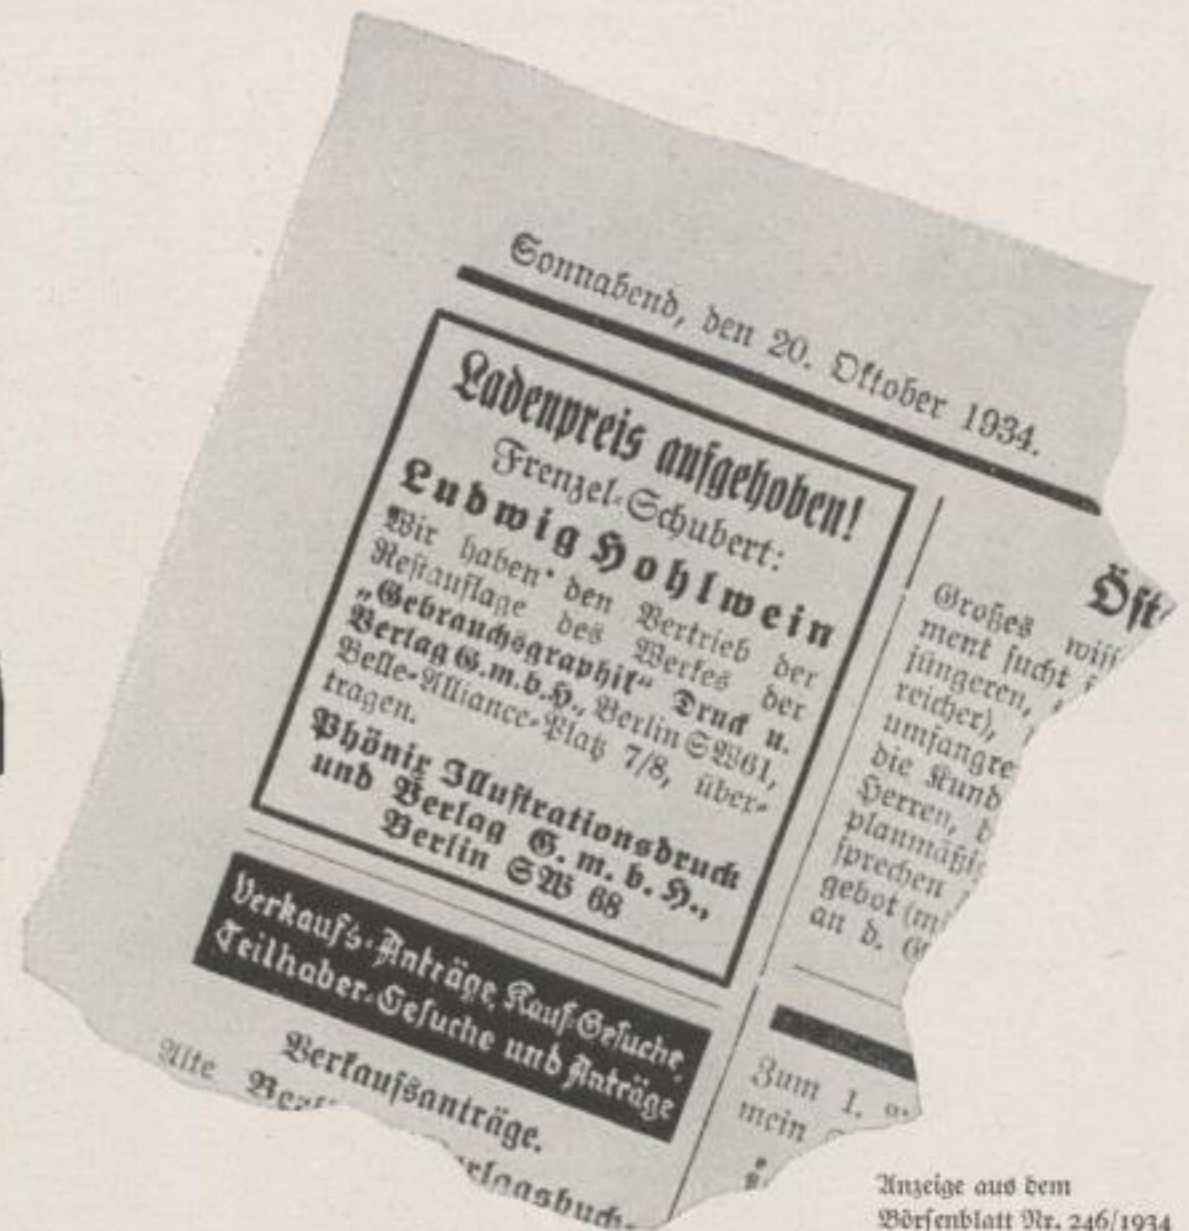 Sonnabend, den 20. Oktober 1934.
Ladenpreis aufgehoben!
Frenzel-Schubert:
Ludwig Hohlwein
Wir haben den Vertrieb der
Restauflage des Werkes der
„Gebrauchsgraphik“ Druck u.
Verlag G.m.b.H., Berlin SW61,
Belle-Alliance-Platz 7/8, über-
tragen.
Phönix Illustrationsdruck
und Verlag G. m. b. H.,
Berlin SW 68
Verkaufs-Anträge, Kauf-Gesuche,
Teilhaber-Gesuche und Anträge
Verkaufsanträge.
Alte
Öst
Großes wiss
ment sucht
jüngeren,
reicher),
umfangre
die Kund
Herren, b
planmäßi
sprechen
gebot (m
an d. G
Zum 1.
mein
Anzeige aus dem
Börsenblatt Nr. 246/1934